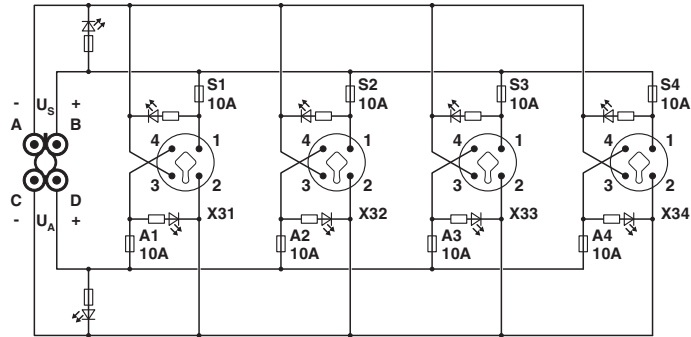 S1
10A
S2
10A
S3
10A
S4
10A
- U_S +
A B
4 1
3 2
4 1
3 2
4 1
3 2
4 1
3 2
C D
- U_A +
X31
X32
X33
X34
A1
10A
A2
10A
A3
10A
A4
10A